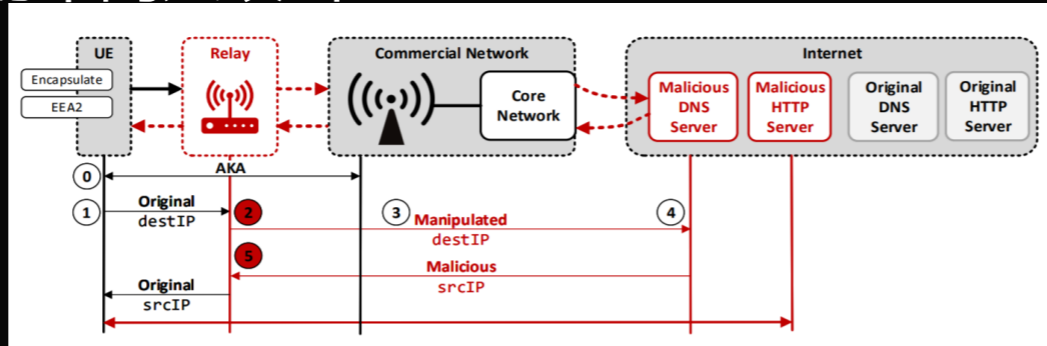 UE
Relay
Commercial Network
Internet
Encapsulate
EEA2
Core
Network
Malicious
DNS
Server
Malicious
HTTP
Server
Original
DNS
Server
Original
HTTP
Server
0
AKA
1
Original
destIP
2
3
Manipulated
destIP
4
5
Malicious
srcIP
Original
srcIP